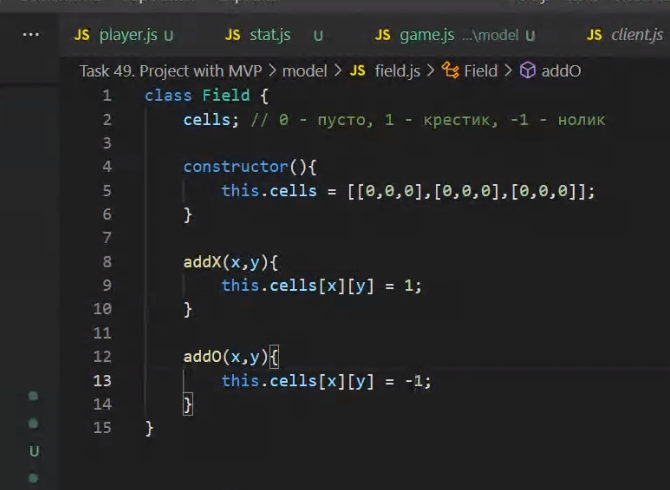 JS player.js U JS stat.js U JS game.js ...\model U JS client.js
Task 49. Project with MVP > model > JS field.js > Field > addO
1 class Field {
2 cells; // 0 - пусто, 1 - крестик, -1 - нолик
3
4 constructor(){
5 this.cells = [[0,0,0],[0,0,0],[0,0,0]];
6 }
7
8 addX(x,y){
9 this.cells[x][y] = 1;
10 }
11
12 addO(x,y){
13 this.cells[x][y] = -1;
14 }
15 }
U